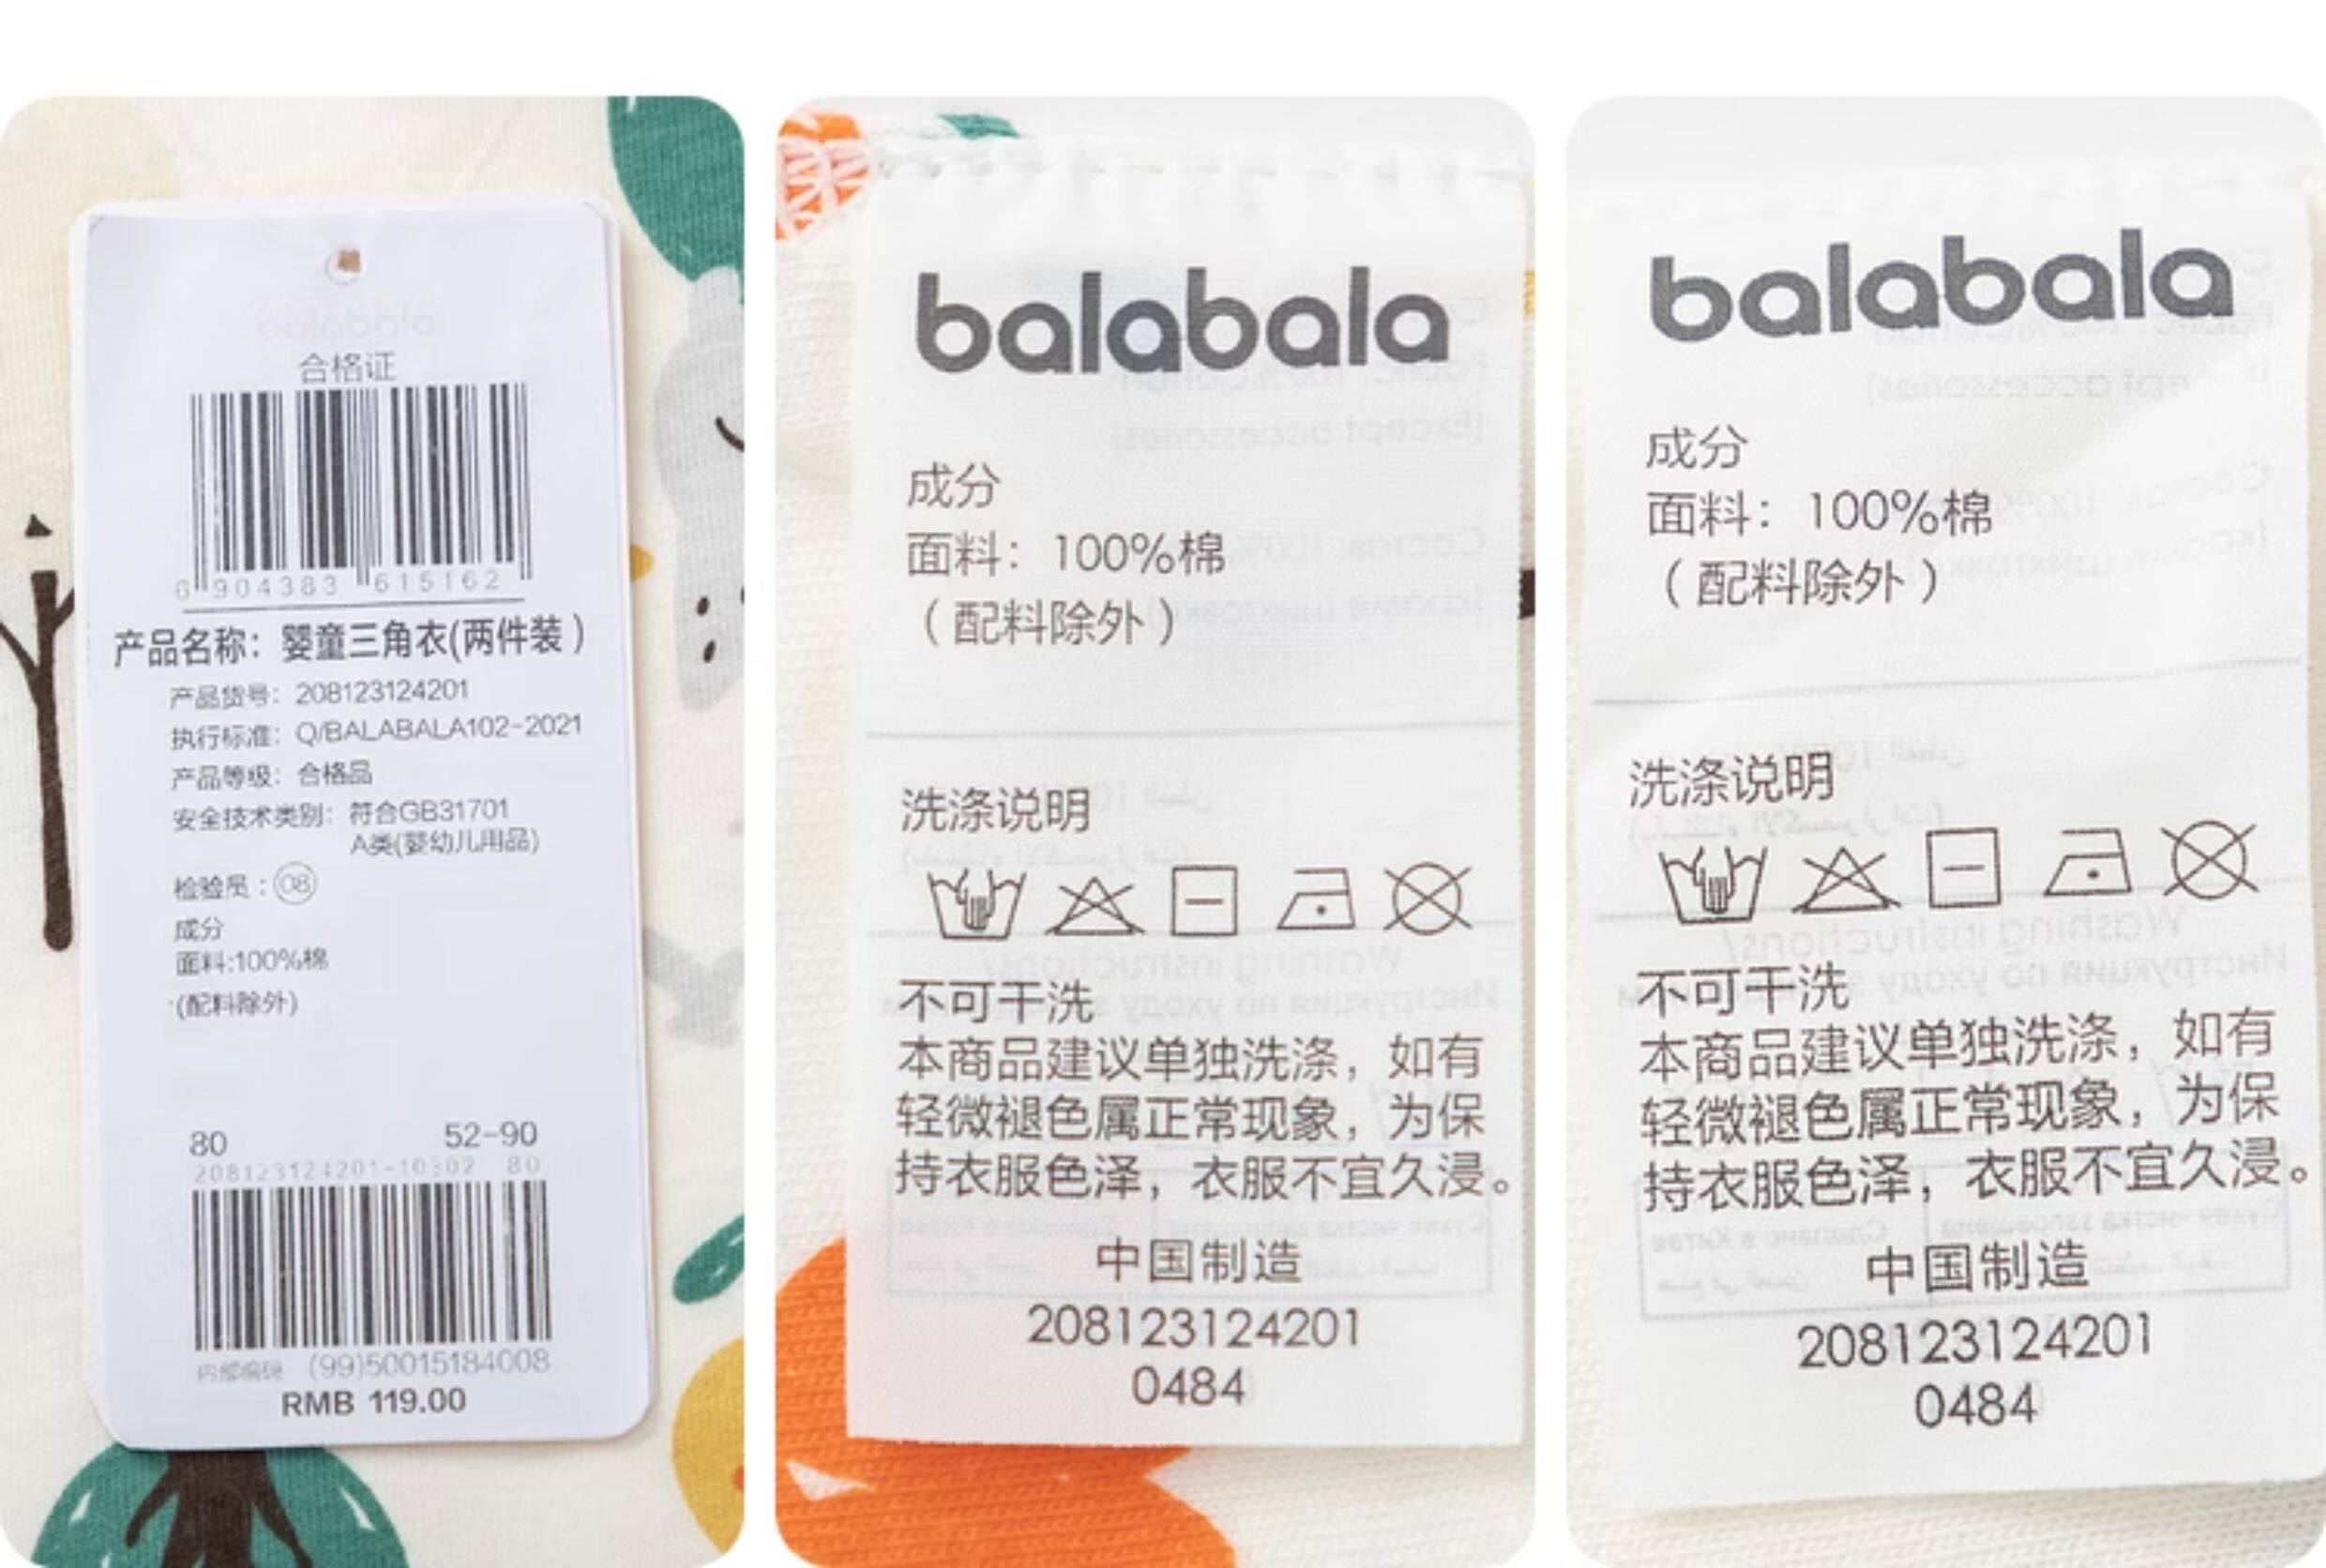 合格证
6 904383 615162
产品名称：婴童三角衣(两件装）
产品货号：208123124201
执行标准：Q/BALABALA102-2021
产品等级：合格品
安全技术类别：符合GB31701
A类(婴幼儿用品)
检验员：08
成分
面料:100%棉
(配料除外)
80 52-90
208123124201-10302 80
内部编码 (99)50015184008
RMB 119.00
balabala
成分
面料：100%棉
（配料除外）
洗涤说明
不可干洗
本商品建议单独洗涤，如有
轻微褪色属正常现象，为保
持衣服色泽，衣服不宜久浸。
中国制造
208123124201
0484
balabala
成分
面料：100%棉
（配料除外）
洗涤说明
不可干洗
本商品建议单独洗涤，如有
轻微褪色属正常现象，为保
持衣服色泽，衣服不宜久浸。
中国制造
208123124201
0484